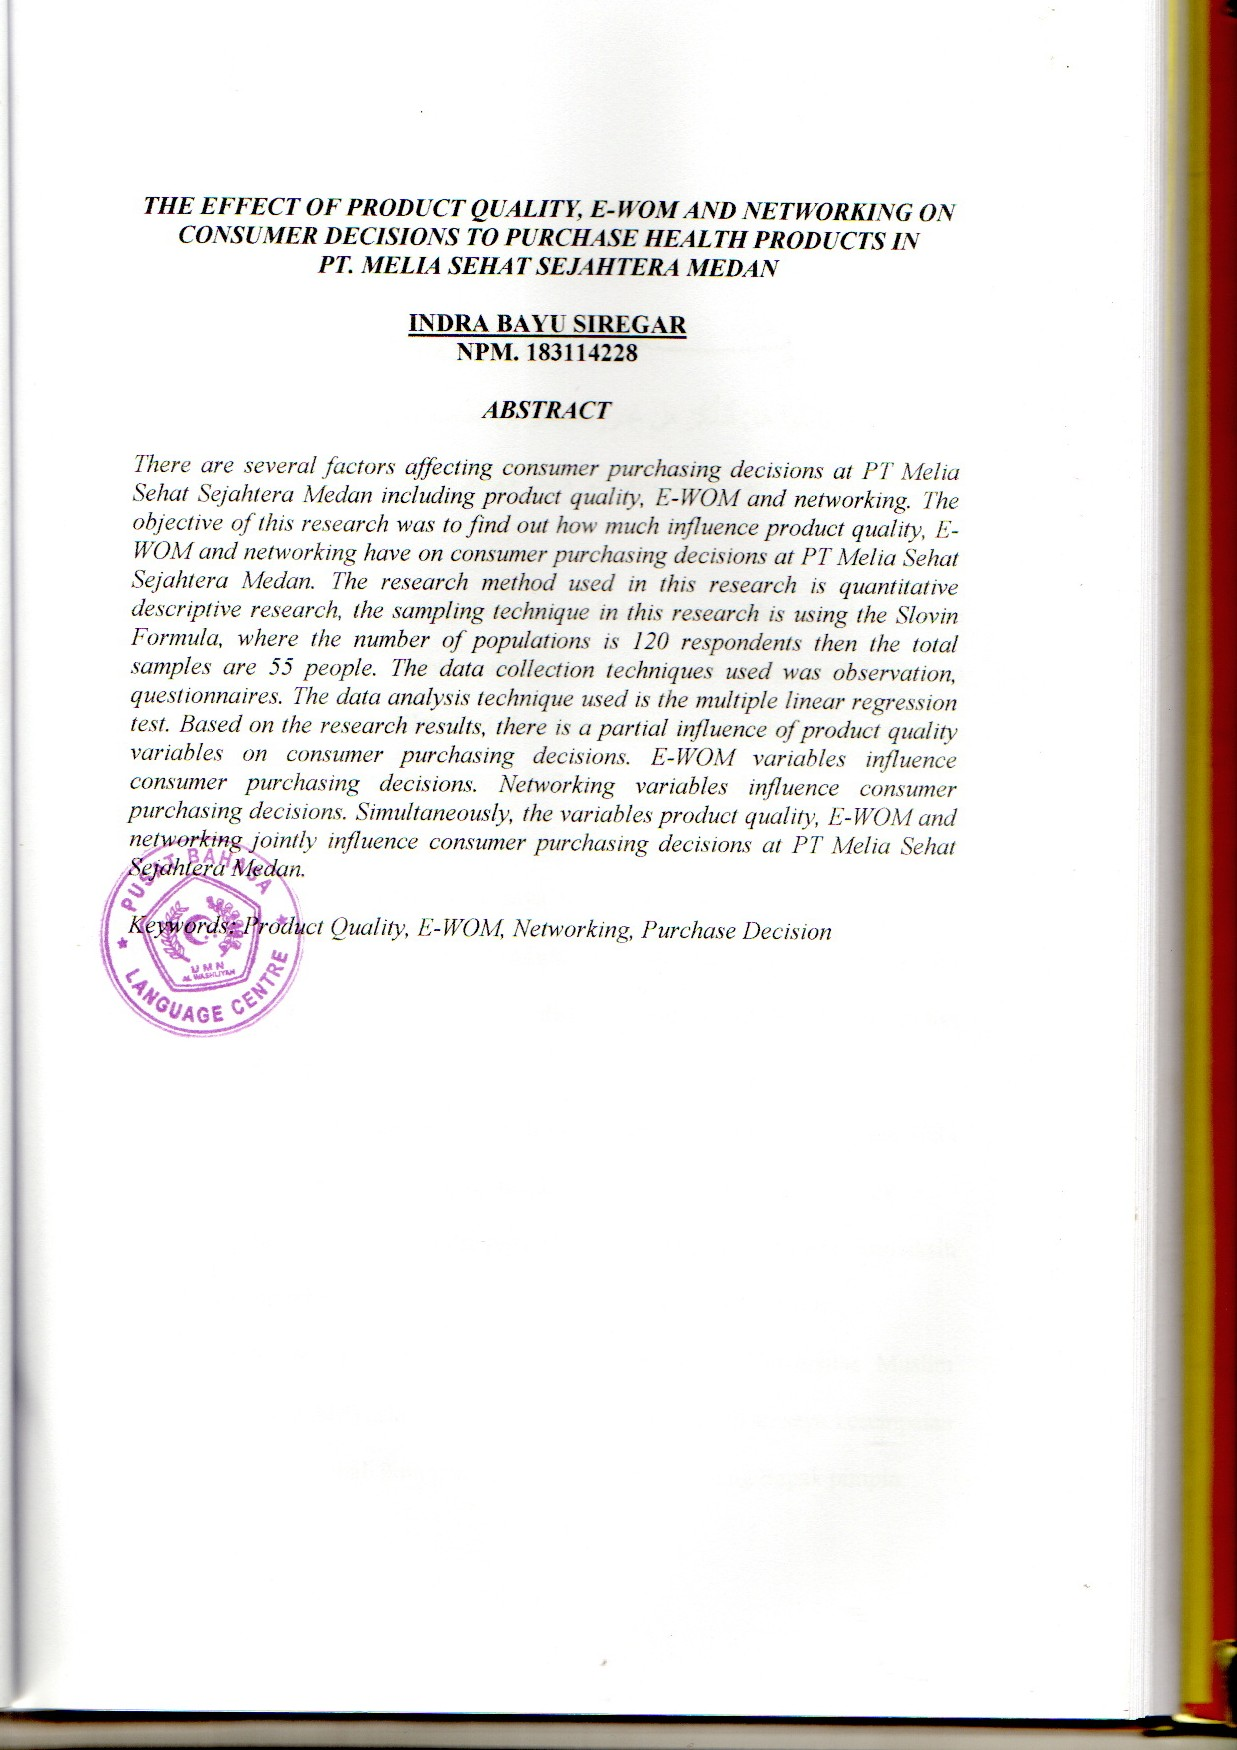 THE EFFECT OF PRODUCT QUALITY, E-WOM AND NETWORKING ON
CONSUMER DECISIONS TO PURCHASE HEALTH PRODUCTS IN
PT. MELIA SEHAT SEJAHTERA MEDAN
INDRA BAYU SIREGAR
NPM. 183114228
ABSTRACT
There are several factors affecting consumer purchasing decisions at PT Melia
Sehat Sejahtera Medan including product quality, E-WOM and networking. The
objective of this research was to find out how much influence product quality, E-
WOM and networking have on consumer purchasing decisions at PT Melia Sehat
Sejahtera Medan. The research method used in this research is quantitative
descriptive research, the sampling technique in this research is using the Slovin
Formula, where the number of populations is 120 respondents then the total
samples are 55 people. The data collection techniques used was observation,
questionnaires. The data analysis technique used is the multiple linear regression
test. Based on the research results, there is a partial influence of product quality
variables on consumer purchasing decisions. E-WOM variables influence
consumer purchasing decisions. Networking variables influence consumer
purchasing decisions. Simultaneously, the variables product quality, E-WOM and
networking jointly influence consumer purchasing decisions at PT Melia Sehat
Sejahtera Medan.
Keywords: Product Quality, E-WOM, Networking, Purchase Decision
PUSAT BAHASA
UMN
AL WASHLIYAH
LANGUAGE CENTRE